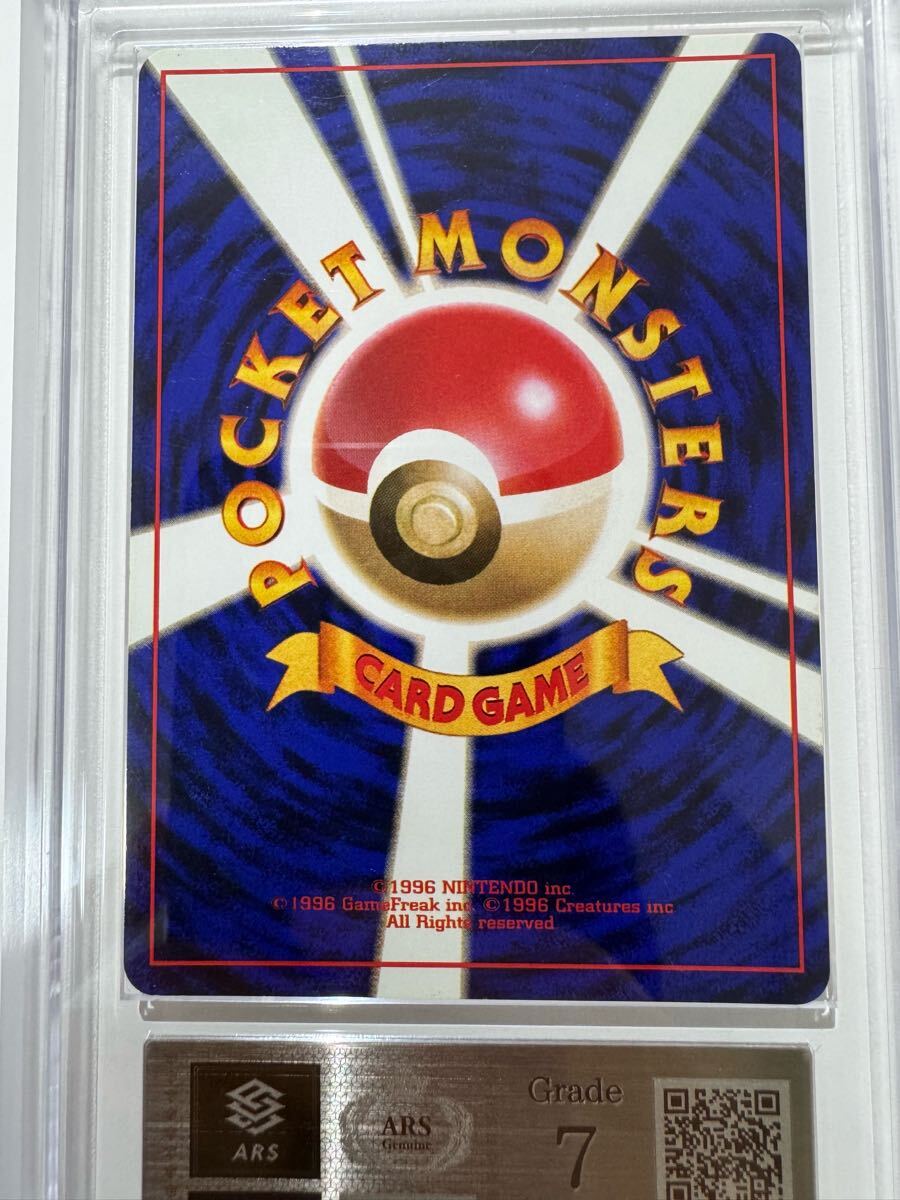 POCKET MONSTERS
CARD GAME
©1996 NINTENDO inc.
©1996 GameFreak inc. ©1996 Creatures inc.
All Rights reserved.
ARS
ARS
Genuine
Grade
7